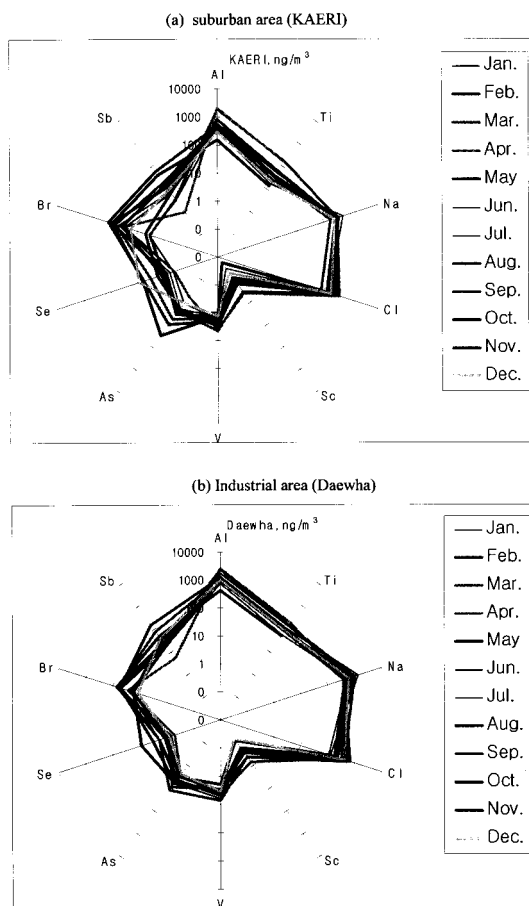 (a) suburban area (KAERI)
KAERI, ng/m³
Al
10000
1000
10
1
0
0
Ti
Na
Cl
Sc
V
As
Se
Br
Sb
Jan.
Feb.
Mar.
Apr.
May
Jun.
Jul.
Aug.
Sep.
Oct.
Nov.
Dec.
(b) Industrial area (Daewha)
Daewha, ng/m³
Al
10000
1000
10
1
0
0
Ti
Na
Cl
Sc
V
As
Se
Br
Sb
Jan.
Feb.
Mar.
Apr.
May
Jun.
Jul.
Aug.
Sep.
Oct.
Nov.
Dec.